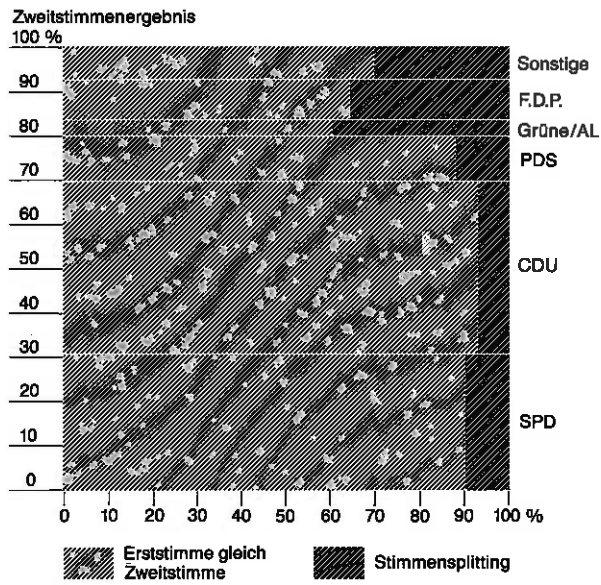 Zweitstimmenergebnis
100 %
90
80
70
60
50
40
30
20
10
0
Sonstige
F.D.P.
Grüne/AL
PDS
CDU
SPD
0 10 20 30 40 50 60 70 80 90 100 %
Erststimme gleich
Zweitstimme
Stimmensplitting